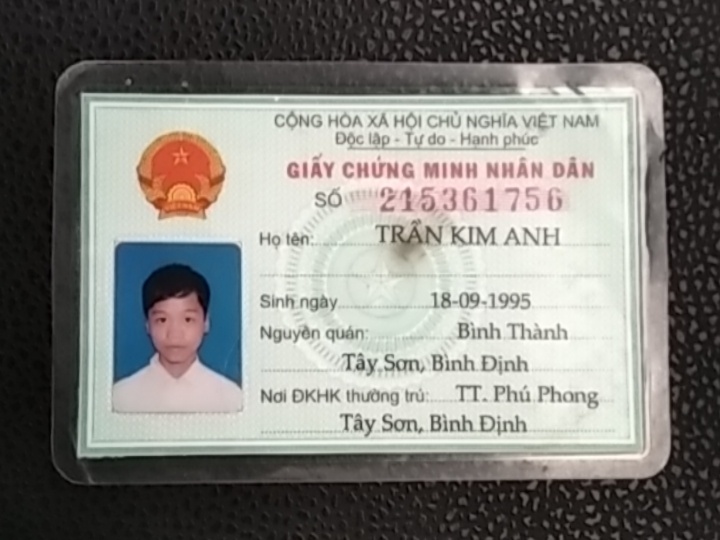 CỘNG HÒA XÃ HỘI CHỦ NGHĨA VIỆT NAM
Độc lập - Tự do - Hạnh phúc
GIẤY CHỨNG MINH NHÂN DÂN
SỐ 215361756
Họ tên: TRẦN KIM ANH
Sinh ngày 18-09-1995
Nguyên quán: Bình Thành
Tây Sơn, Bình Định
Nơi ĐKHK thường trú: TT. Phú Phong
Tây Sơn, Bình Định